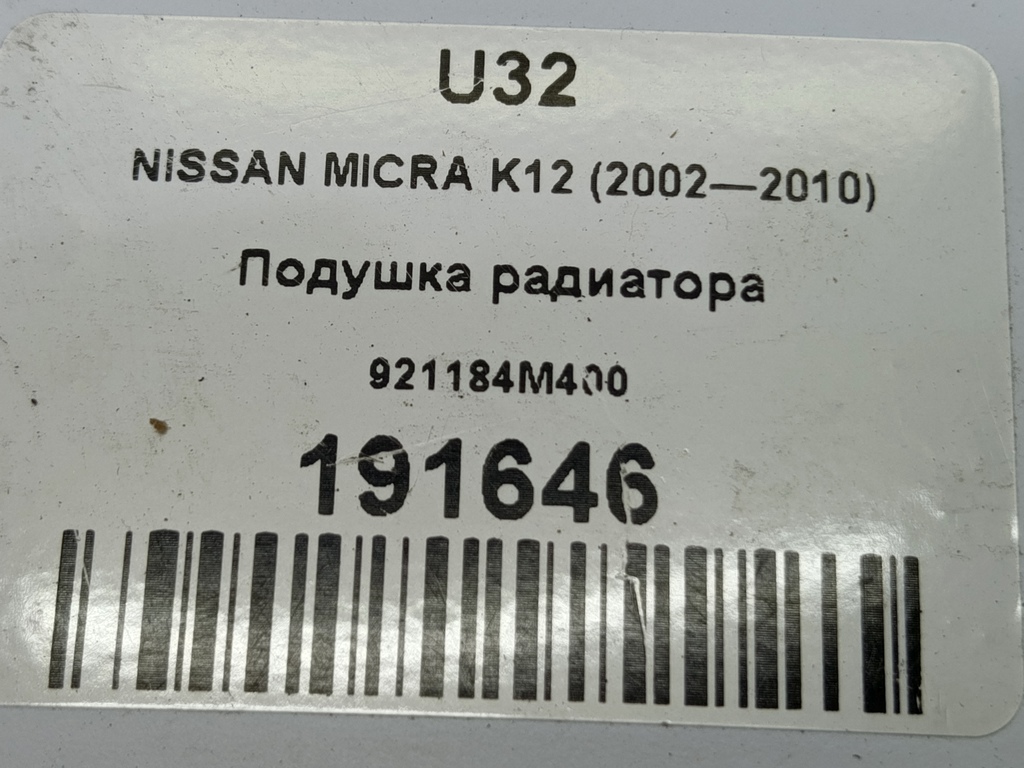 U32
NISSAN MICRA K12 (2002—2010)
Подушка радиатора
921184M400
191646